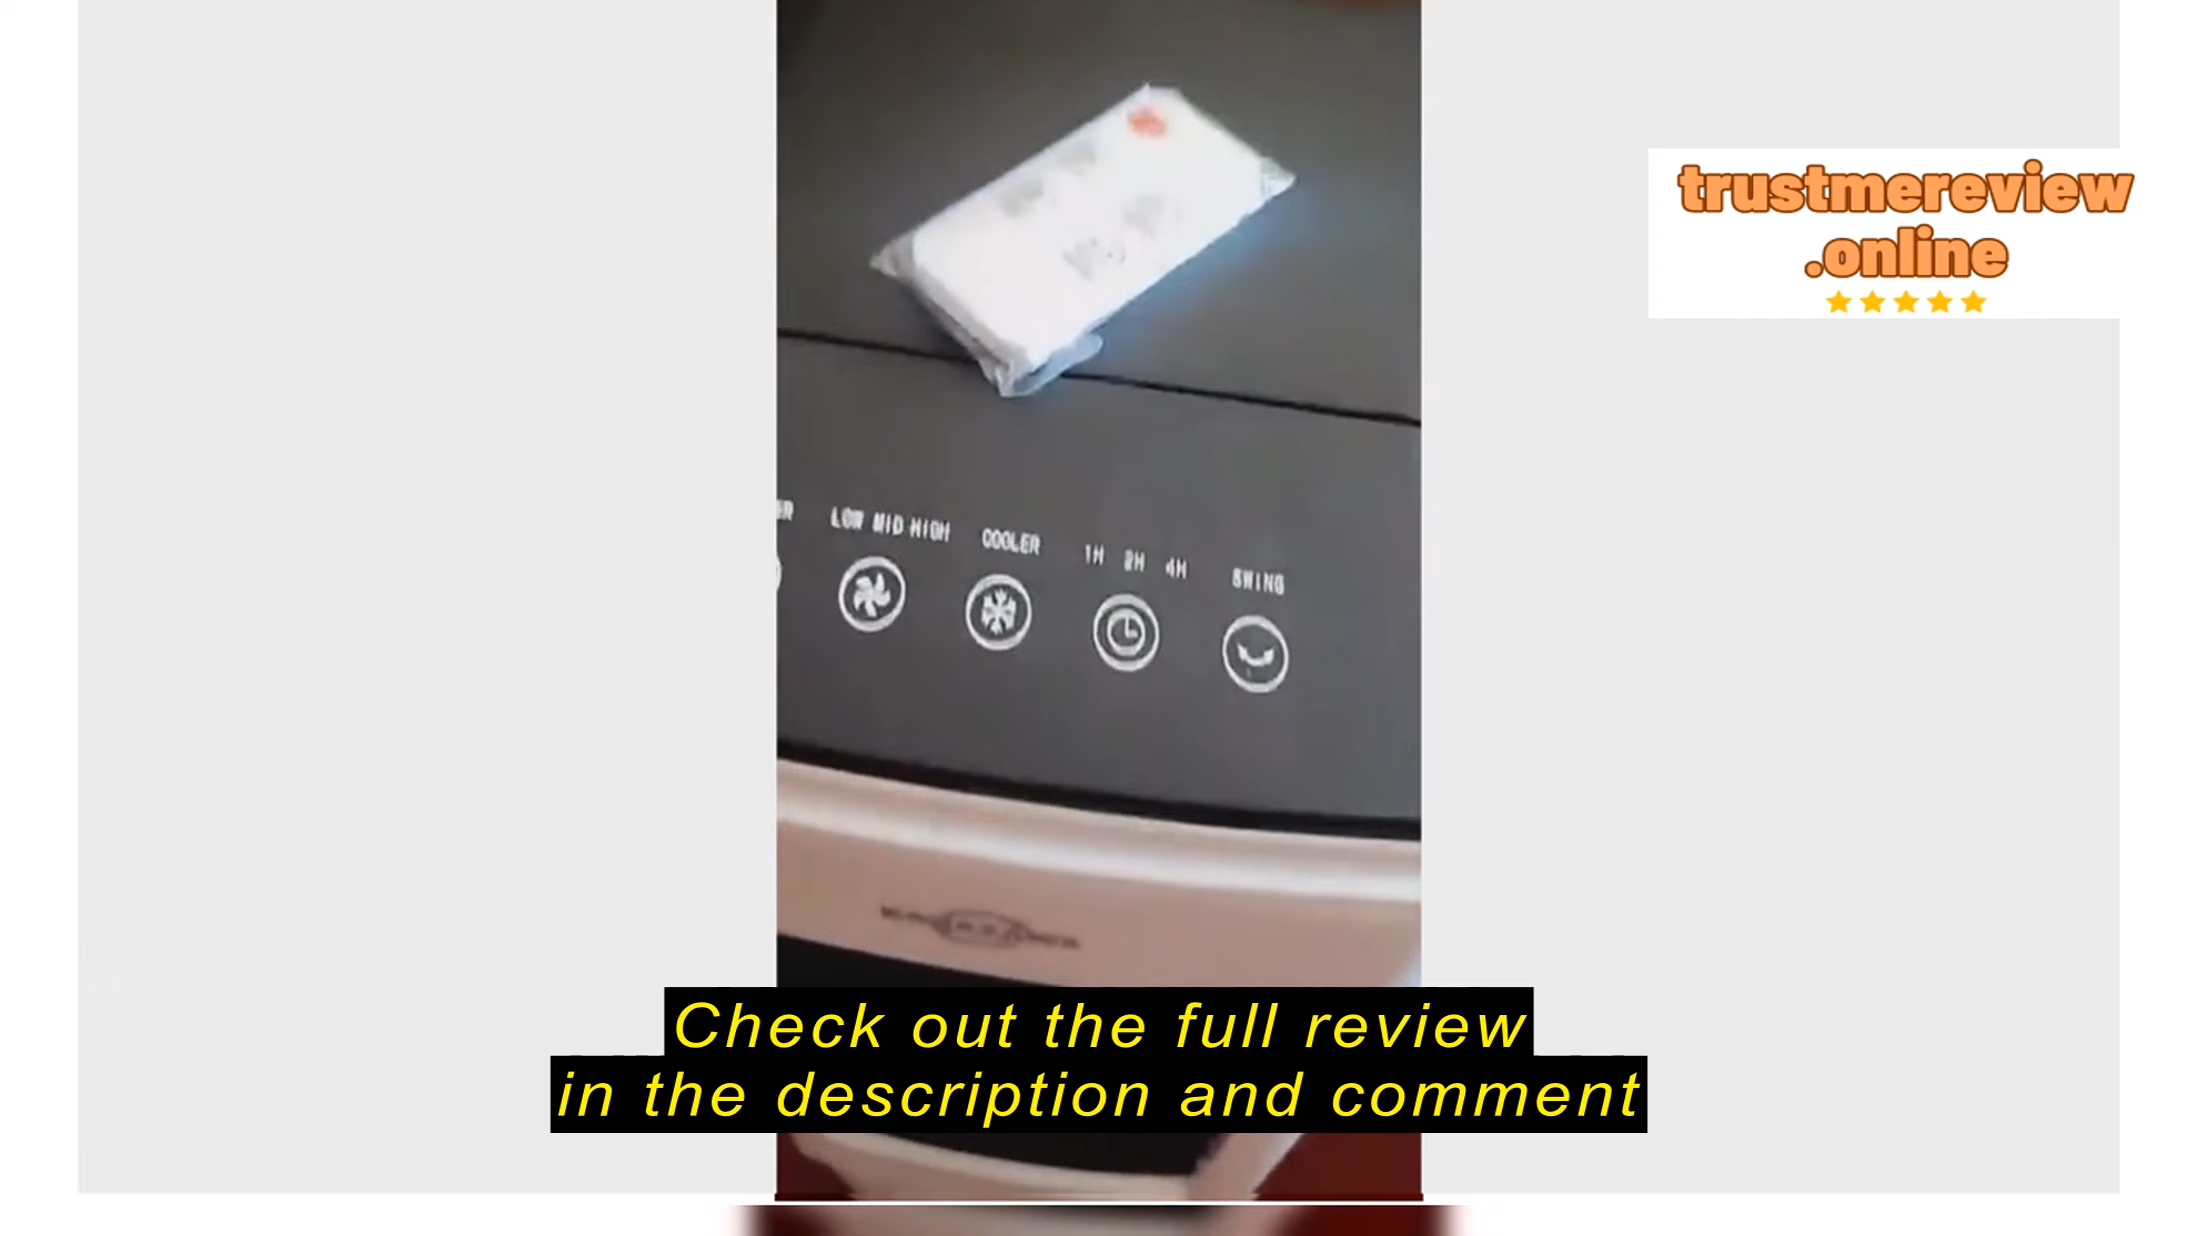 trustmereview
.online
LOW MID HIGH
COOLER
1H 2H 4H
SWING
Check out the full review
in the description and comment